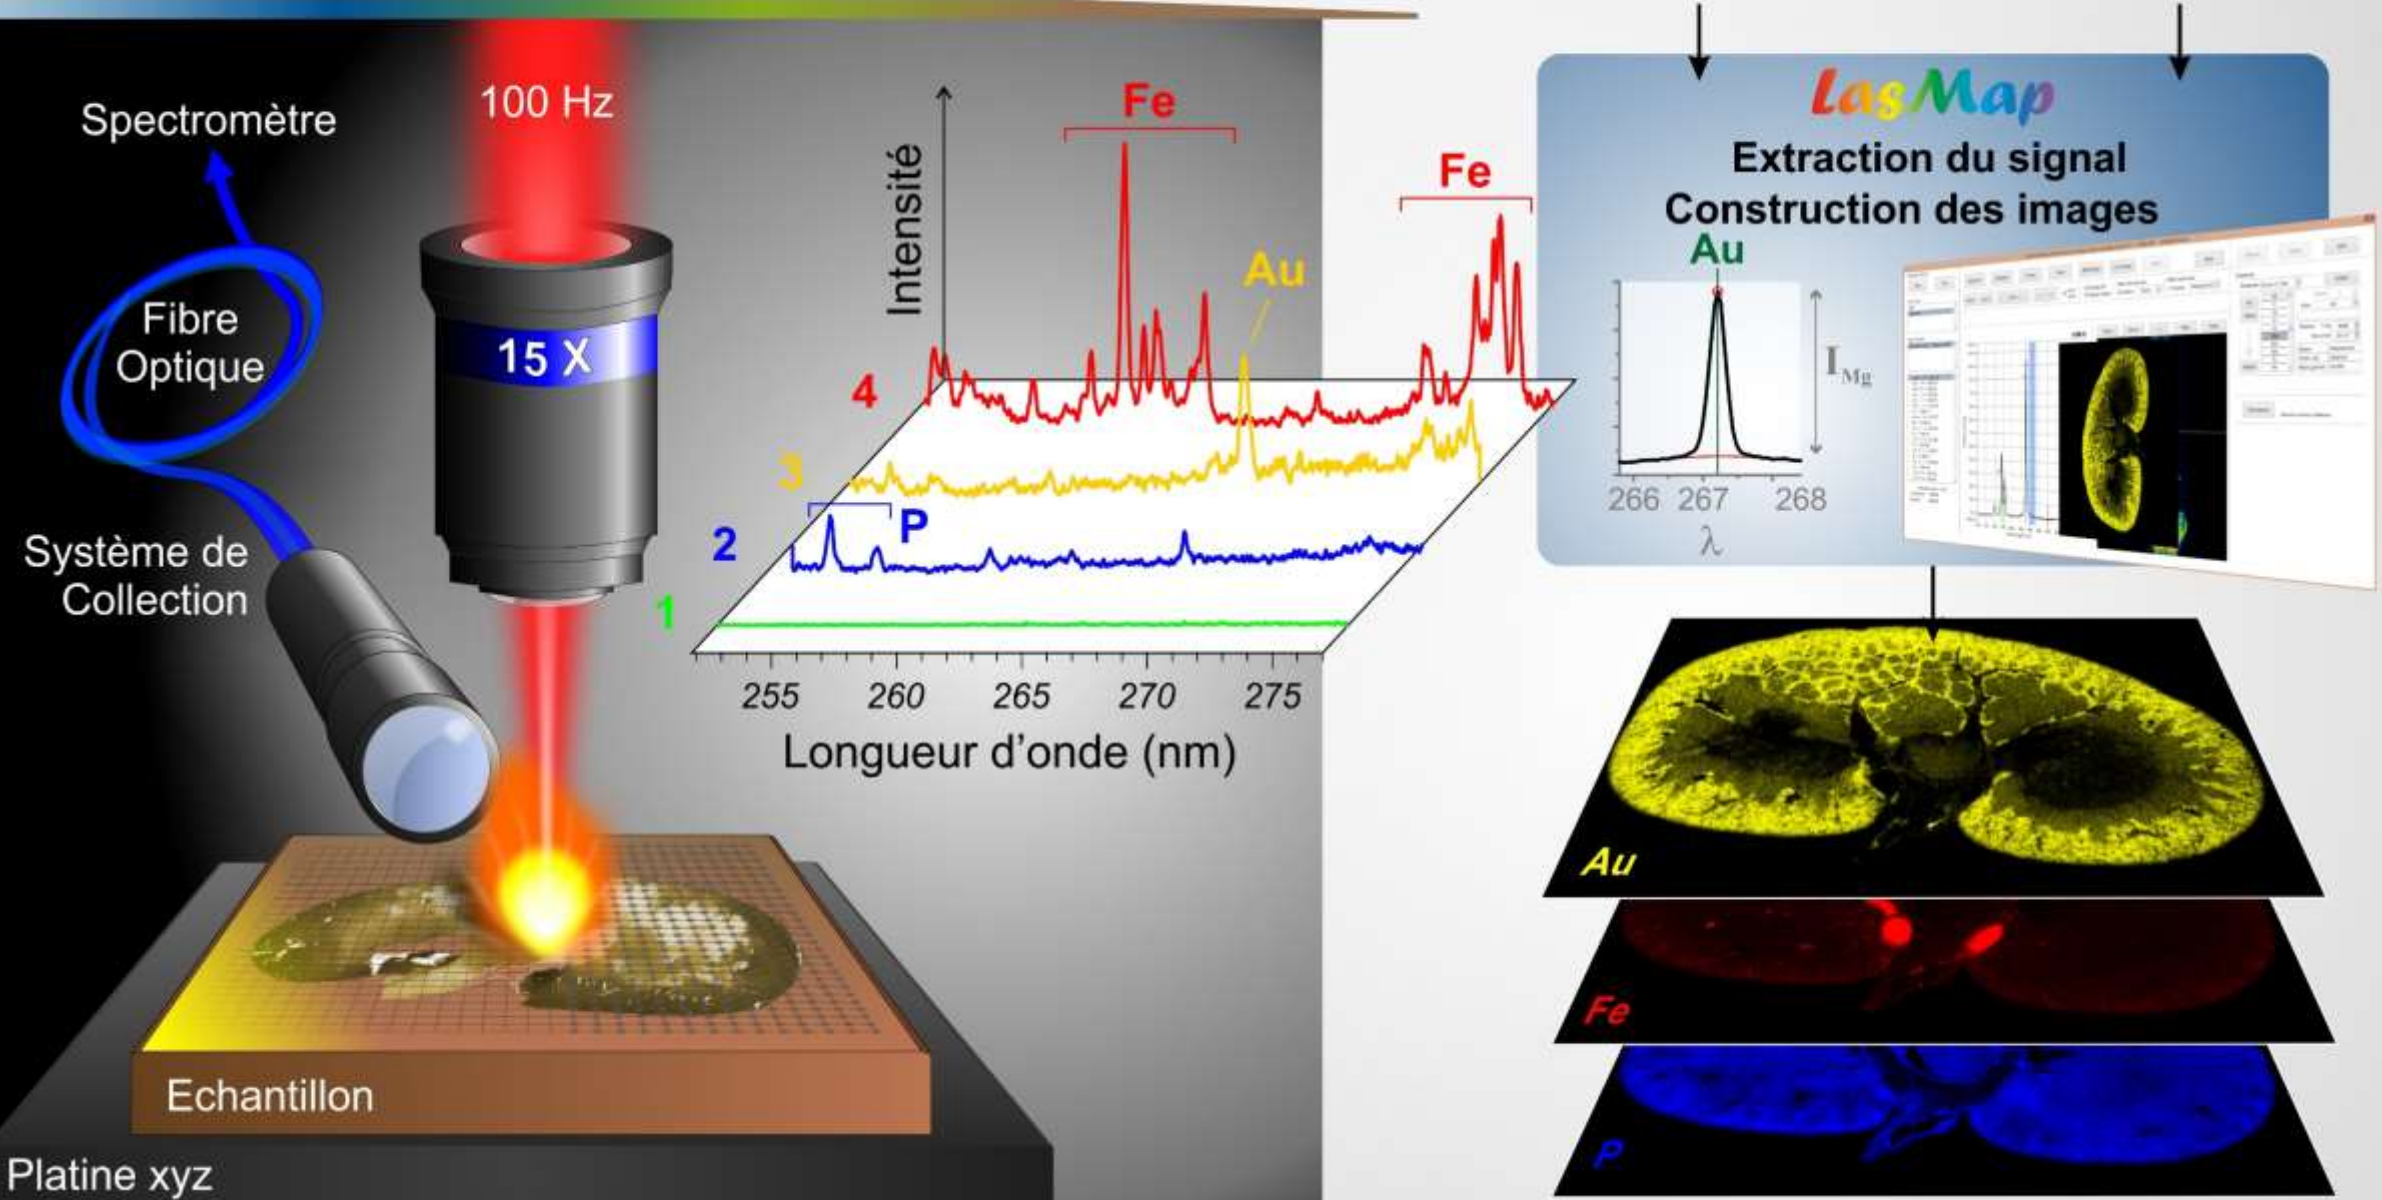 Spectromètre
100 Hz
Fibre
Optique
15 X
Système de
Collection
Echantillon
Platine xyz
Intensité
Fe
Fe
Au
4
3
2
P
1
255 260 265 270 275
Longueur d'onde (nm)
LasMap
Extraction du signal
Construction des images
Au
I Mg
266 267 268
λ
Au
Fe
P